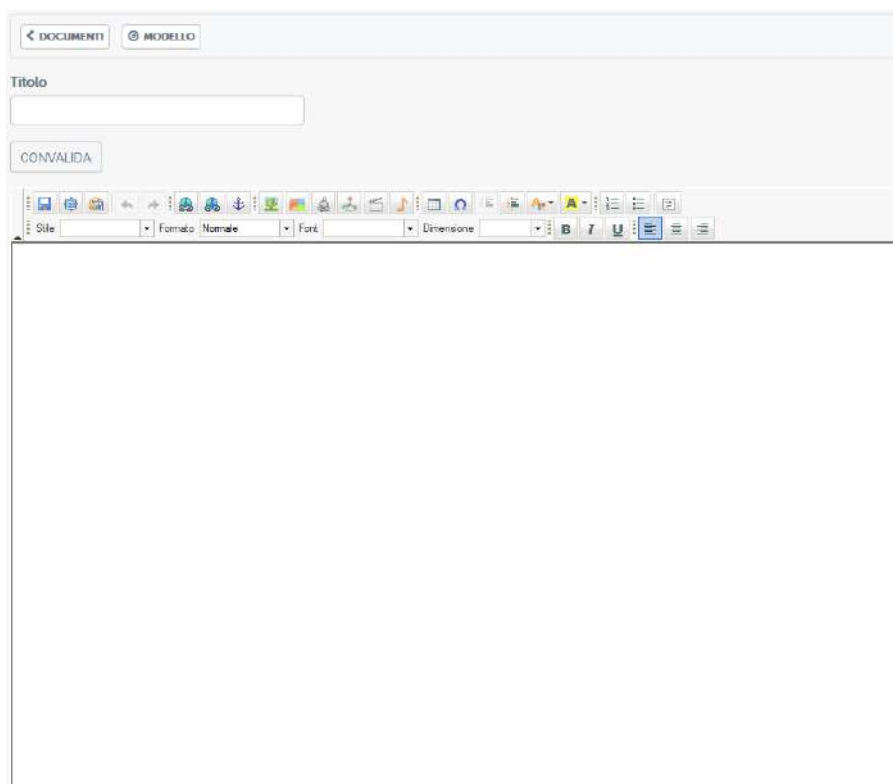 DOCUMENTI MODELLO
Titolo
CONVALIDA
Stile Formato Normale Font Dimensione B I U